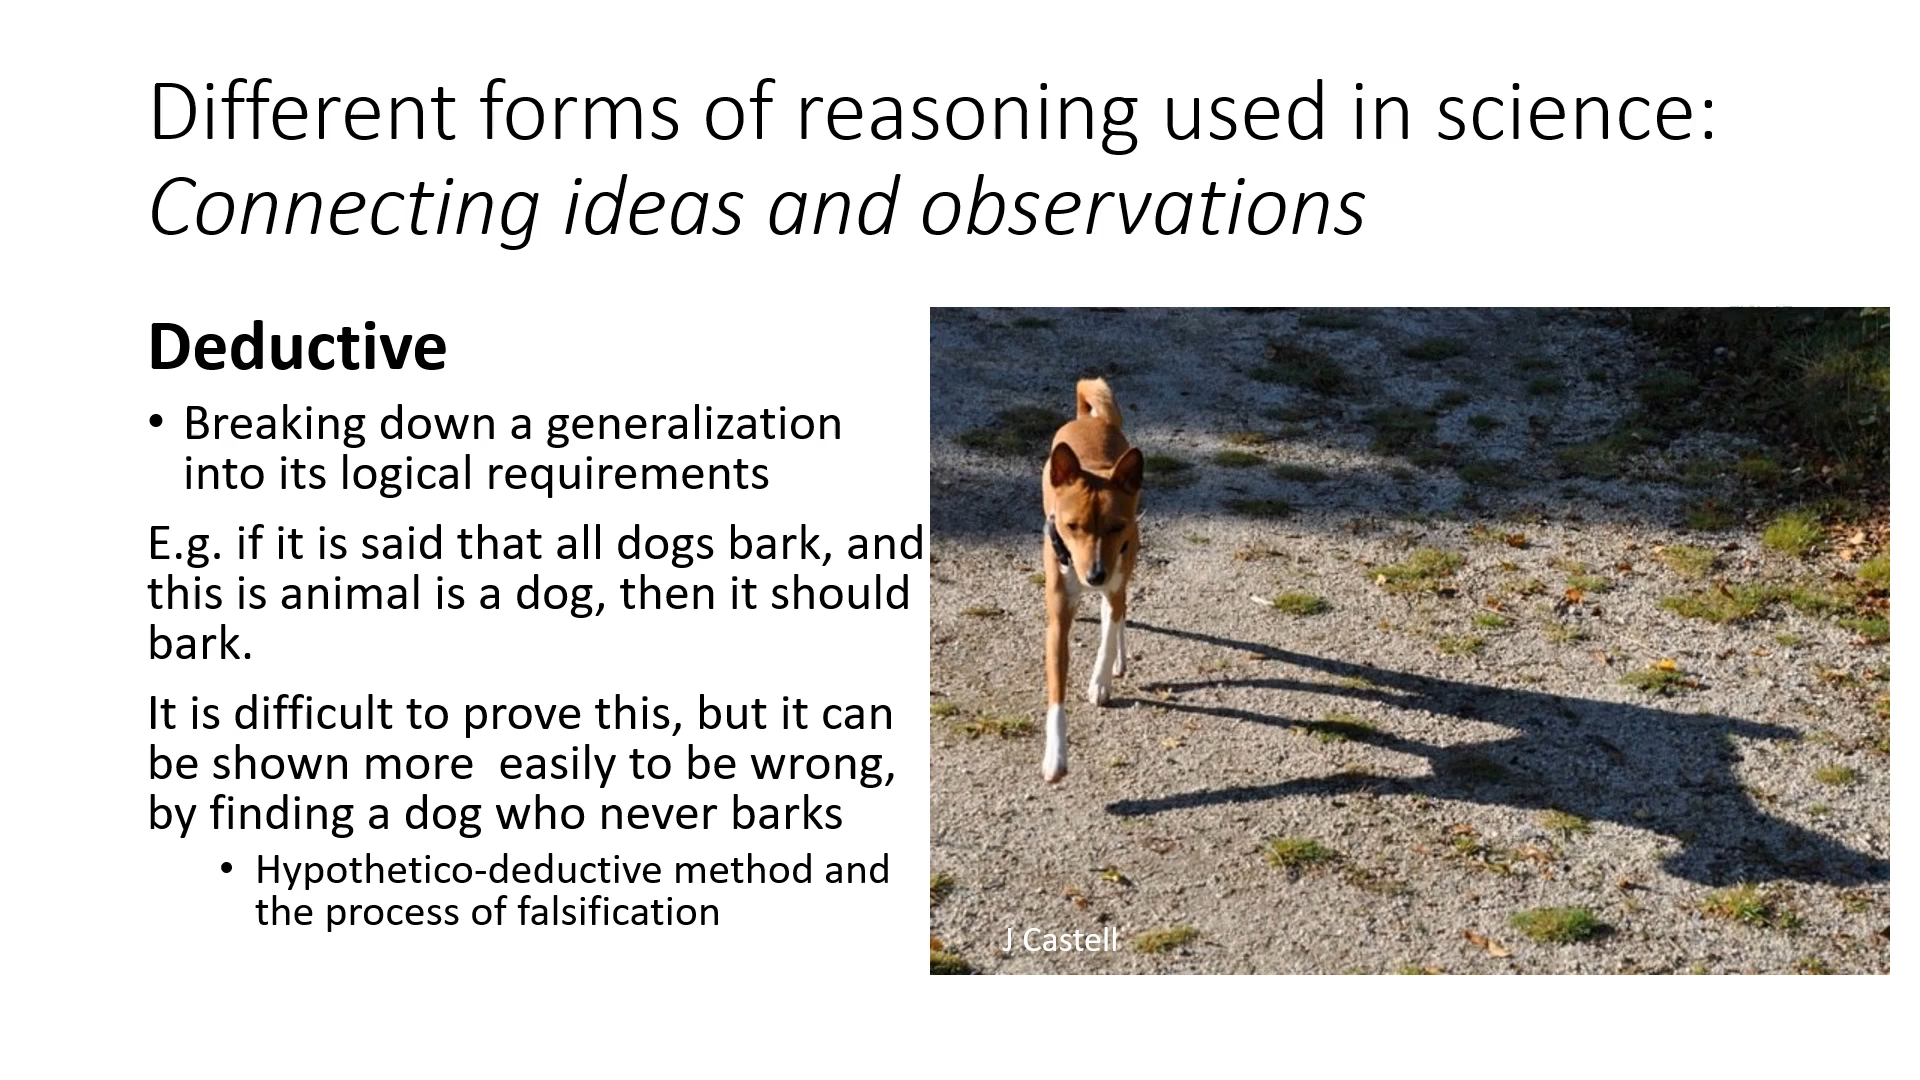 Different forms of reasoning used in science:
Connecting ideas and observations
Deductive
• Breaking down a generalization
into its logical requirements
E.g. if it is said that all dogs bark, and
this is animal is a dog, then it should
bark.
It is difficult to prove this, but it can
be shown more  easily to be wrong,
by finding a dog who never barks
• Hypothetico-deductive method and
the process of falsification
J Castell